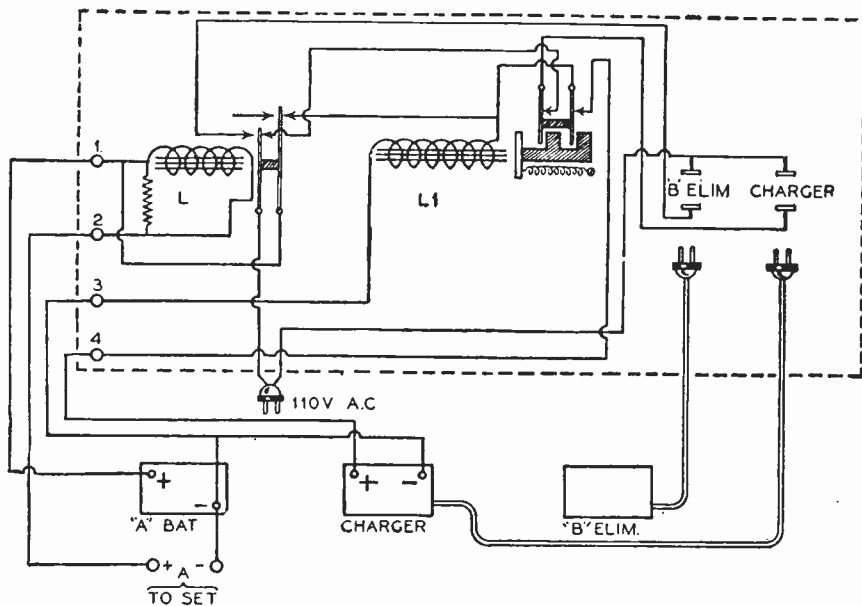 1
2
3
4
L
L1
'B' ELIM
CHARGER
110V A.C
+
-
"A" BAT
+ -
CHARGER
"B" ELIM.
+ A -
TO SET